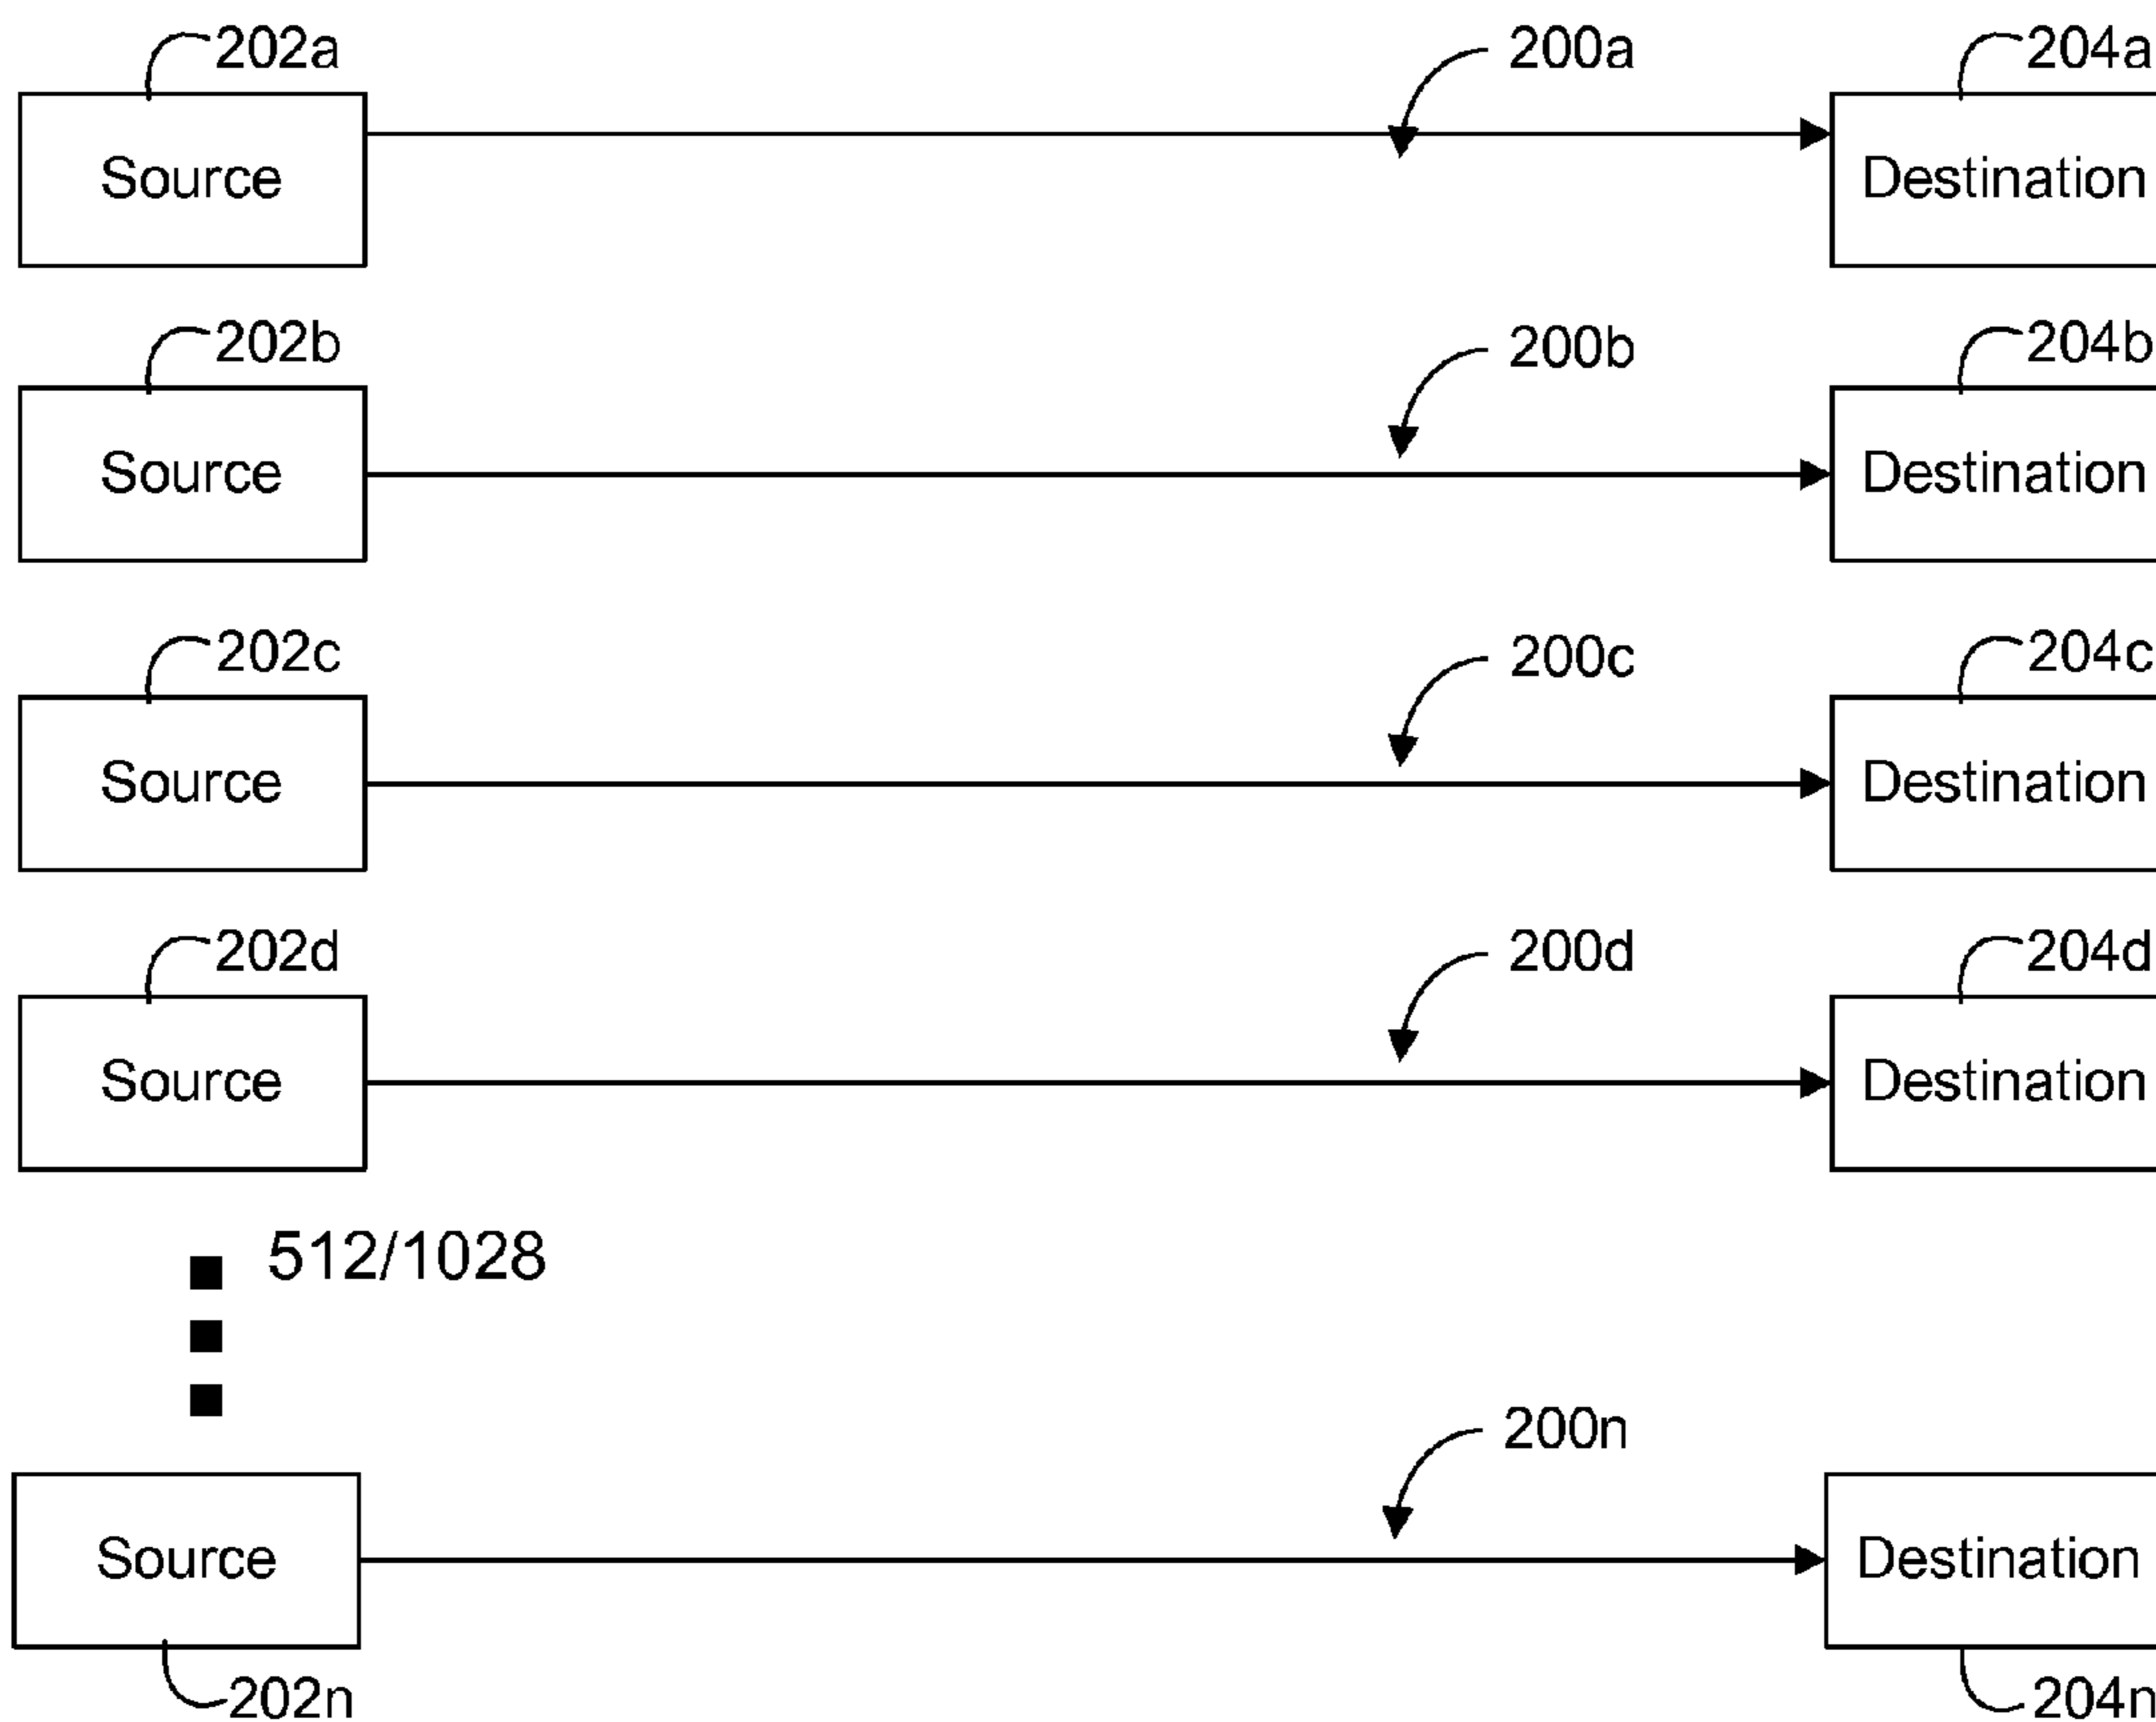 202a 200a 204a
Source Destination
202b 200b 204b
Source Destination
202c 200c 204c
Source Destination
202d 200d 204d
Source Destination
512/1028
200n
Source Destination
202n 204n